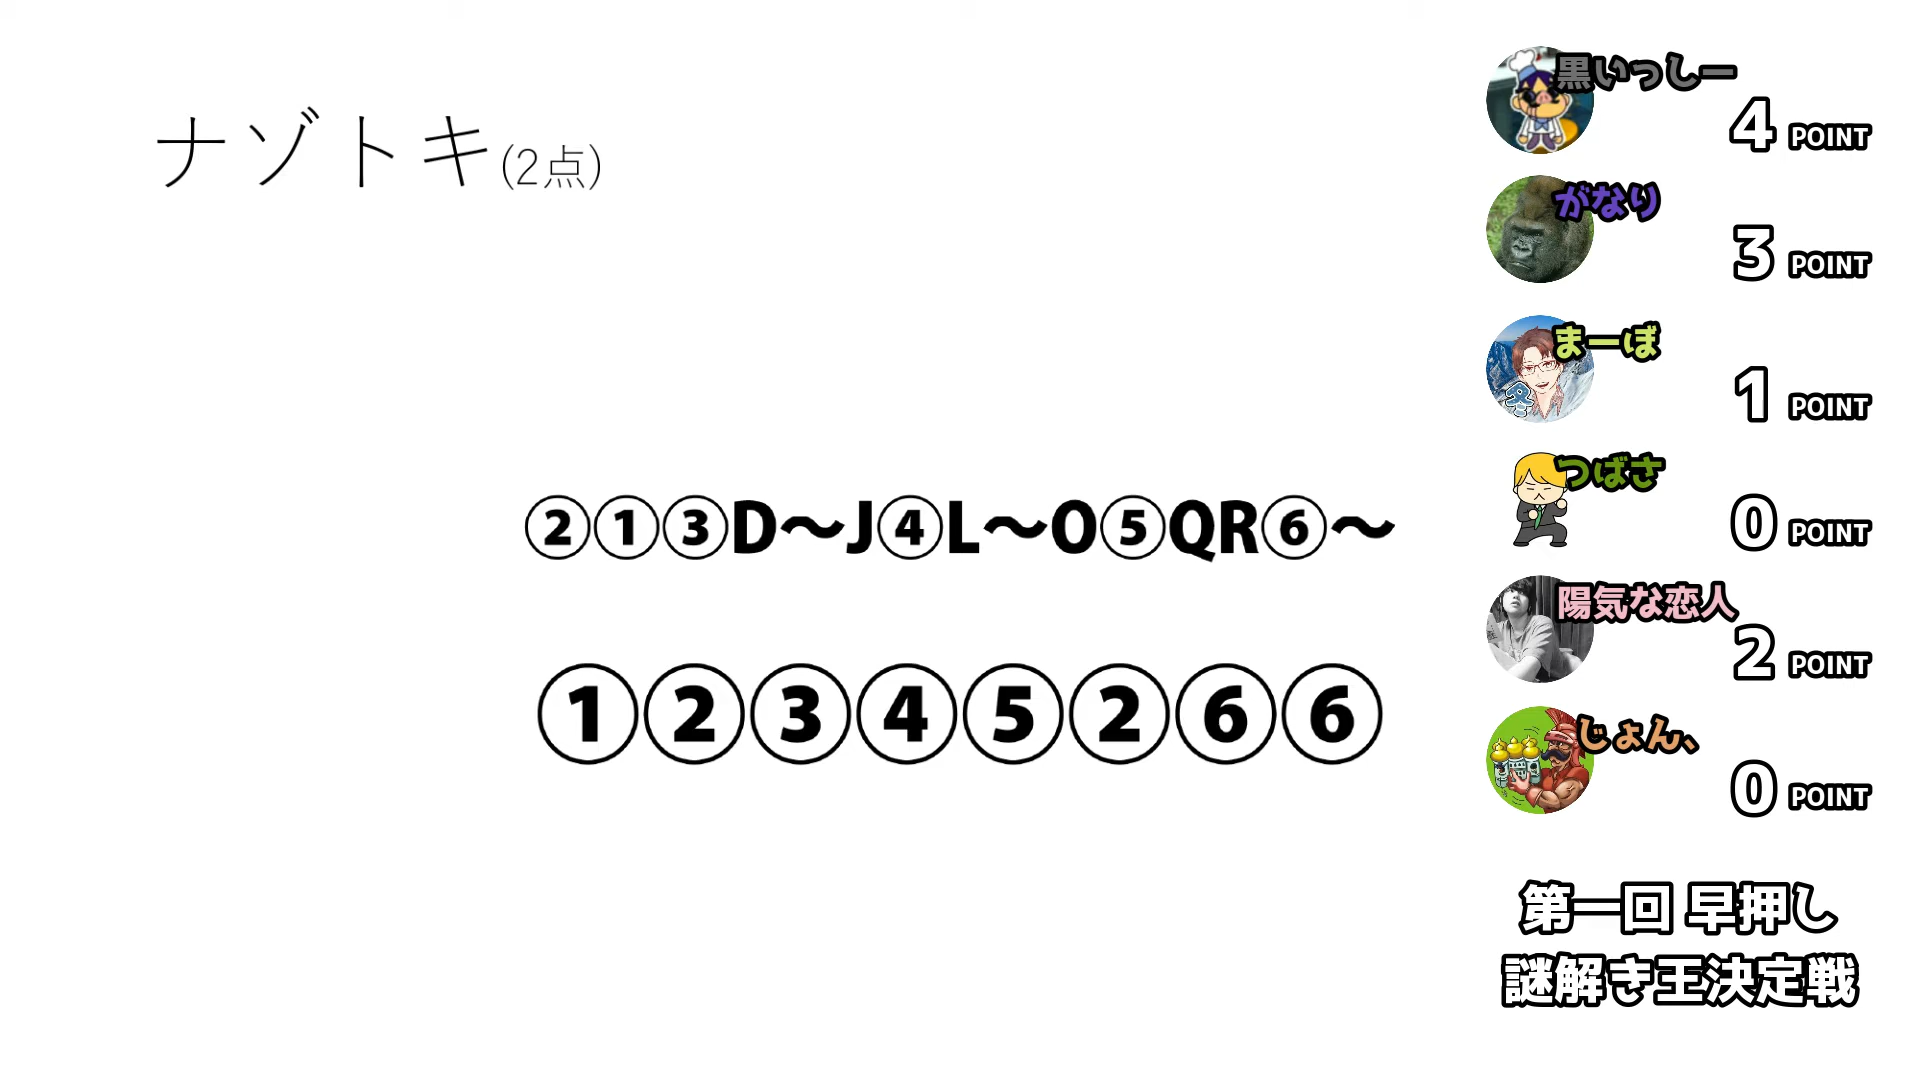 ナゾトキ(2点)
②①③D〜J④L〜O⑤QR⑥〜
①②③④⑤②⑥⑥
黒いっしー
4 POINT
がなり
3 POINT
まーぼ
冬
1 POINT
つばさ
0 POINT
陽気な恋人
2 POINT
じょん、
0 POINT
第一回 早押し
謎解き王決定戦